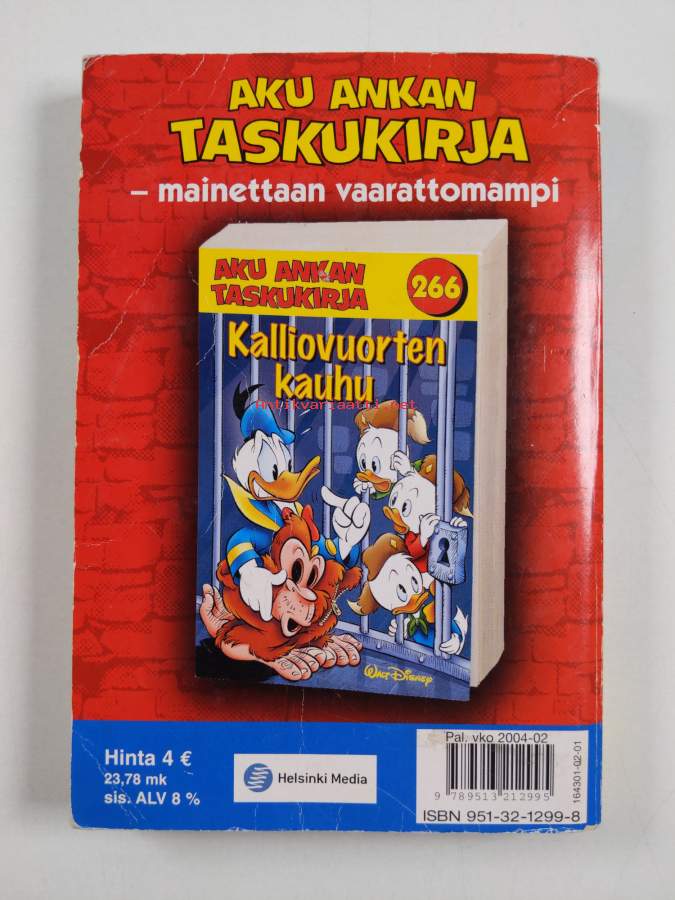 AKU ANKAN
TASKUKIRJA
– mainettaan vaarattomampi
AKU ANKAN
TASKUKIRJA
266
Kalliovuorten
kauhu
Antikvariaatti.net
WALT DISNEY
Hinta 4 €
23,78 mk
sis. ALV 8 %
Helsinki Media
Pal. vko 2004-02
9 789513 212995
164301-02-01
ISBN 951-32-1299-8